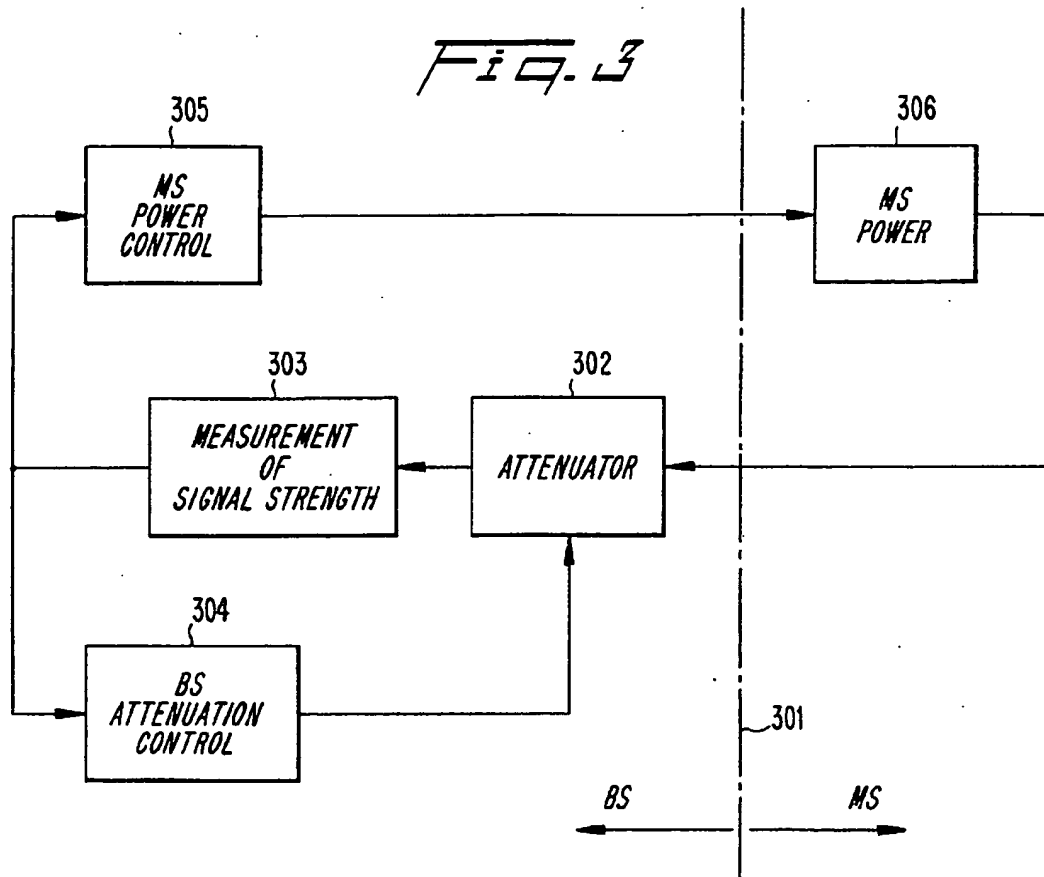 Fig. 3
305
MS
POWER
CONTROL
306
MS
POWER
303
MEASUREMENT
OF
SIGNAL STRENGTH
302
ATTENUATOR
304
BS
ATTENUATION
CONTROL
301
BS
MS